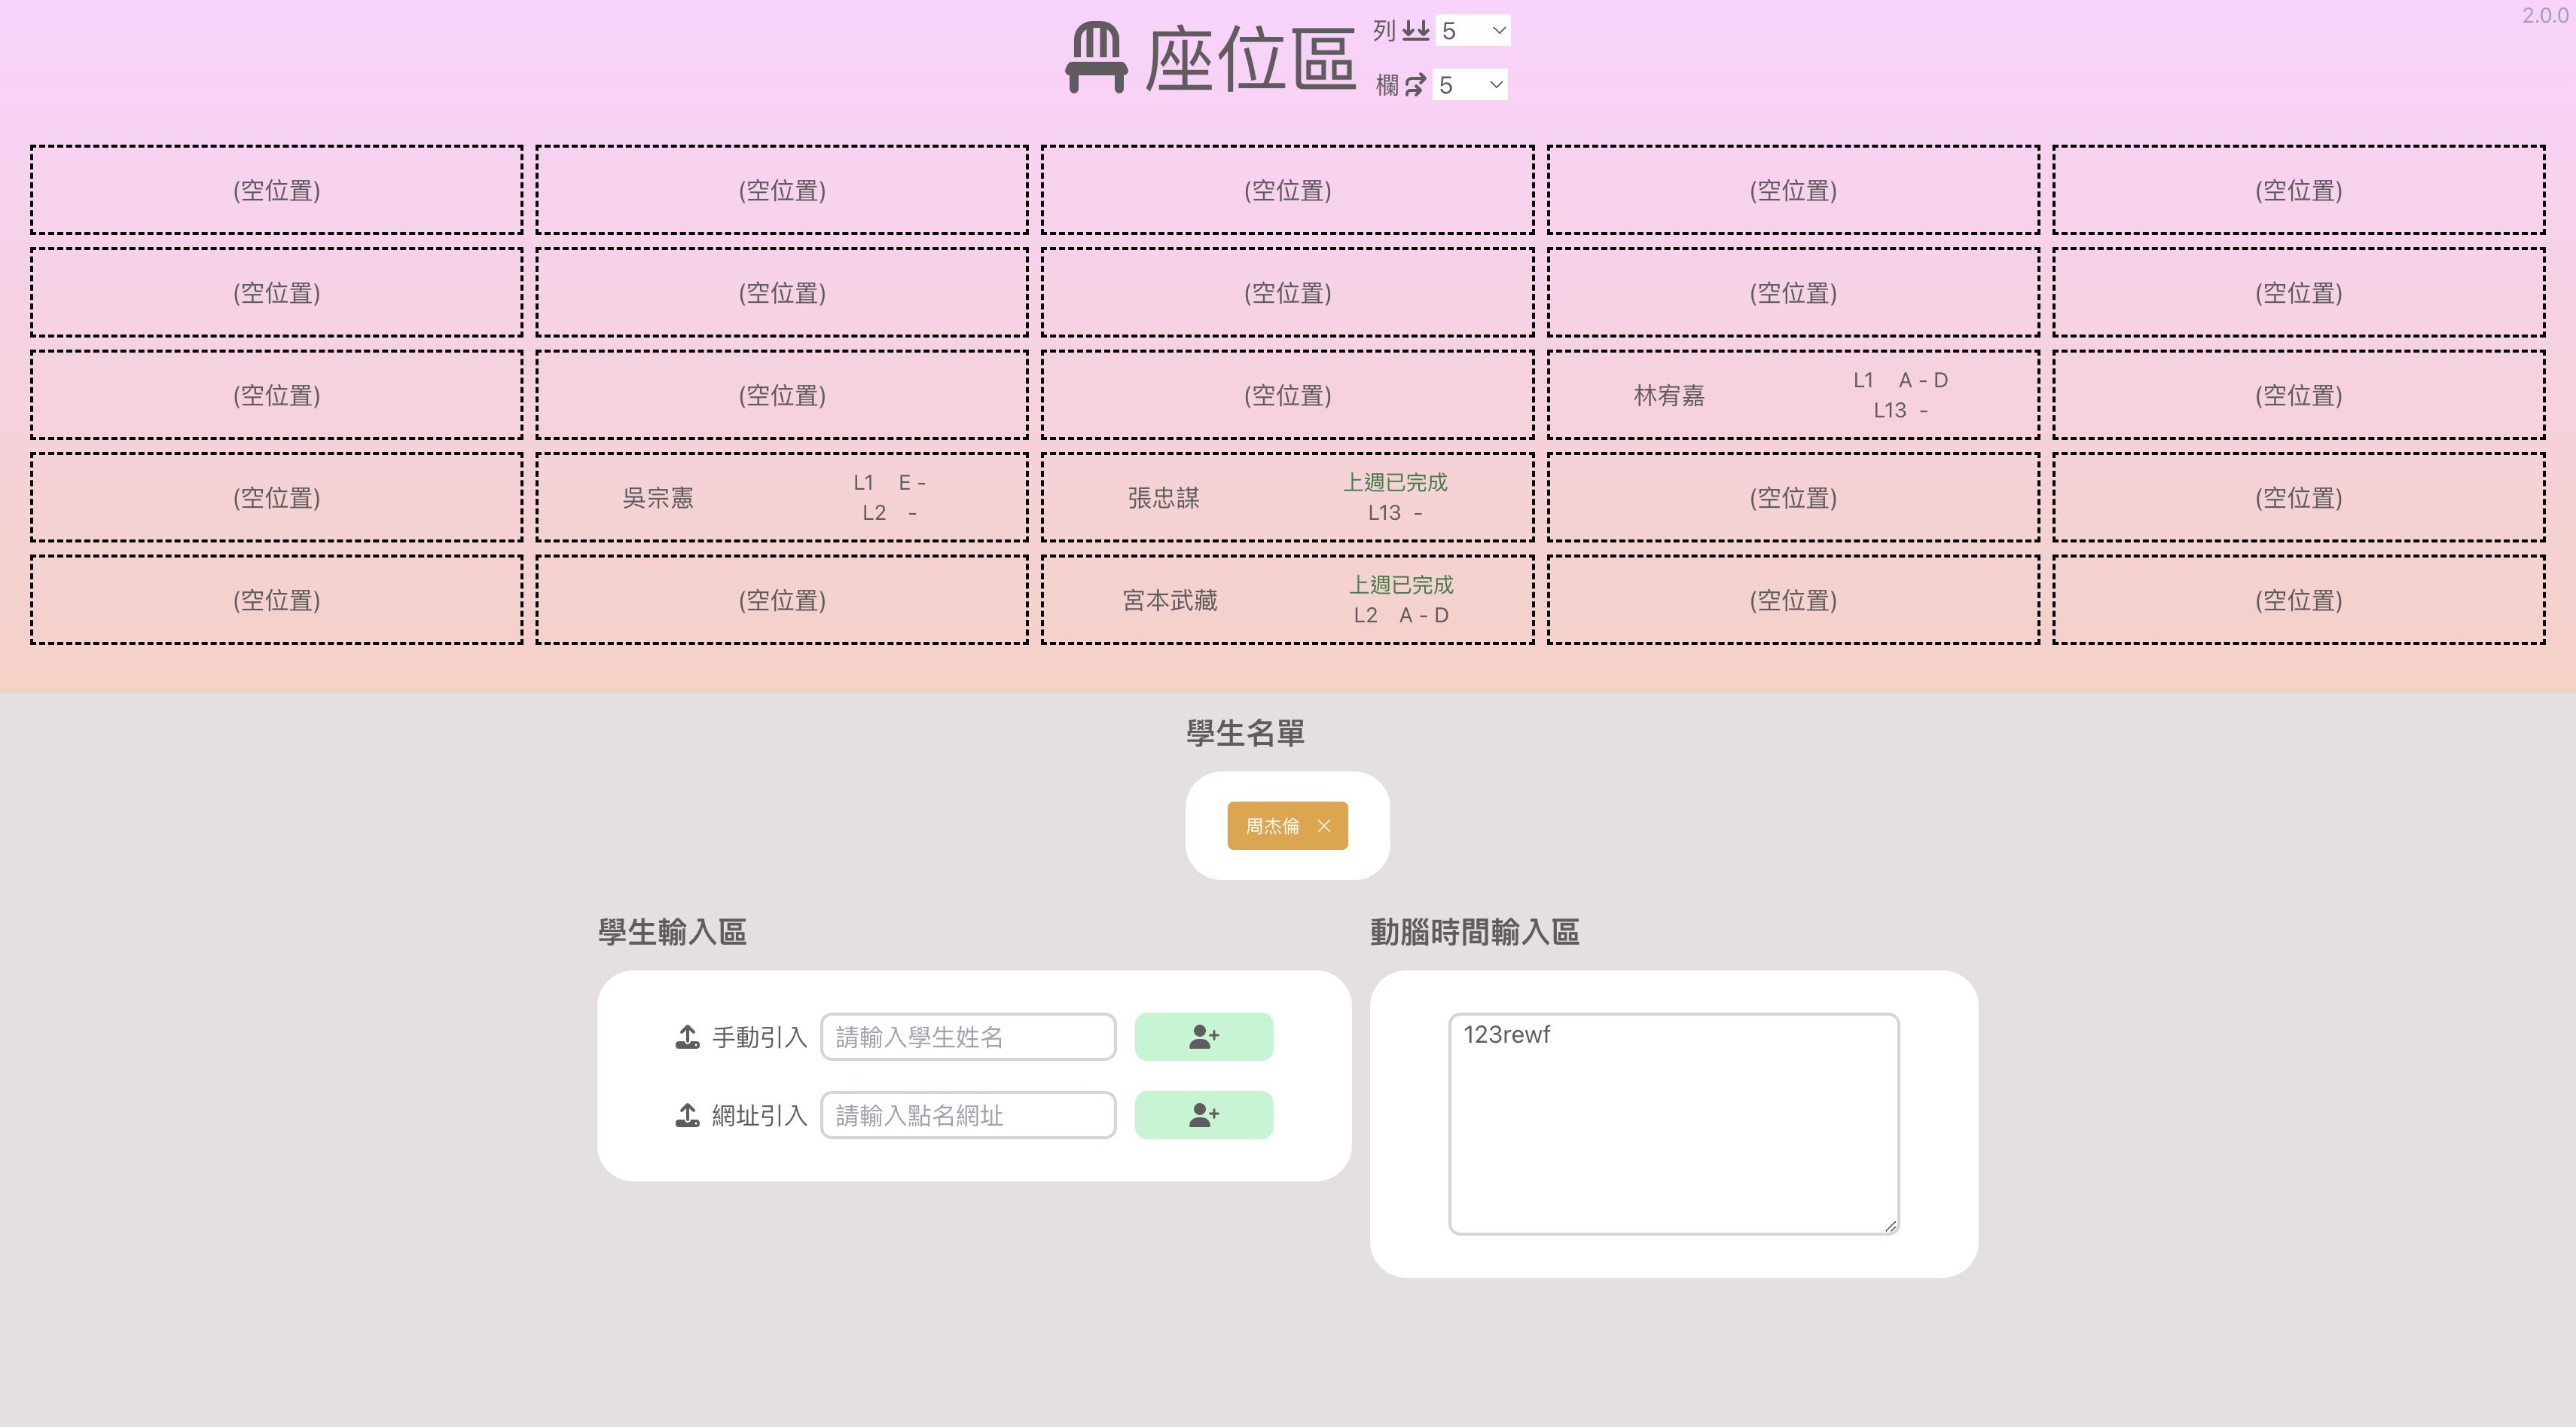 2.0.0
座位區
列 5
欄 5
(空位置) (空位置) (空位置) (空位置) (空位置)
(空位置) (空位置) (空位置) (空位置) (空位置)
(空位置) (空位置) (空位置) 林宥嘉 L1 A - D (空位置)
L13 -
(空位置) 吳宗憲 L1 E - 張忠謀 上週已完成 (空位置) (空位置)
L2 - L13 -
(空位置) (空位置) 宮本武藏 上週已完成 (空位置) (空位置)
L2 A - D
學生名單
周杰倫
學生輸入區
手動引入 請輸入學生姓名
網址引入 請輸入點名網址
動腦時間輸入區
123rewf